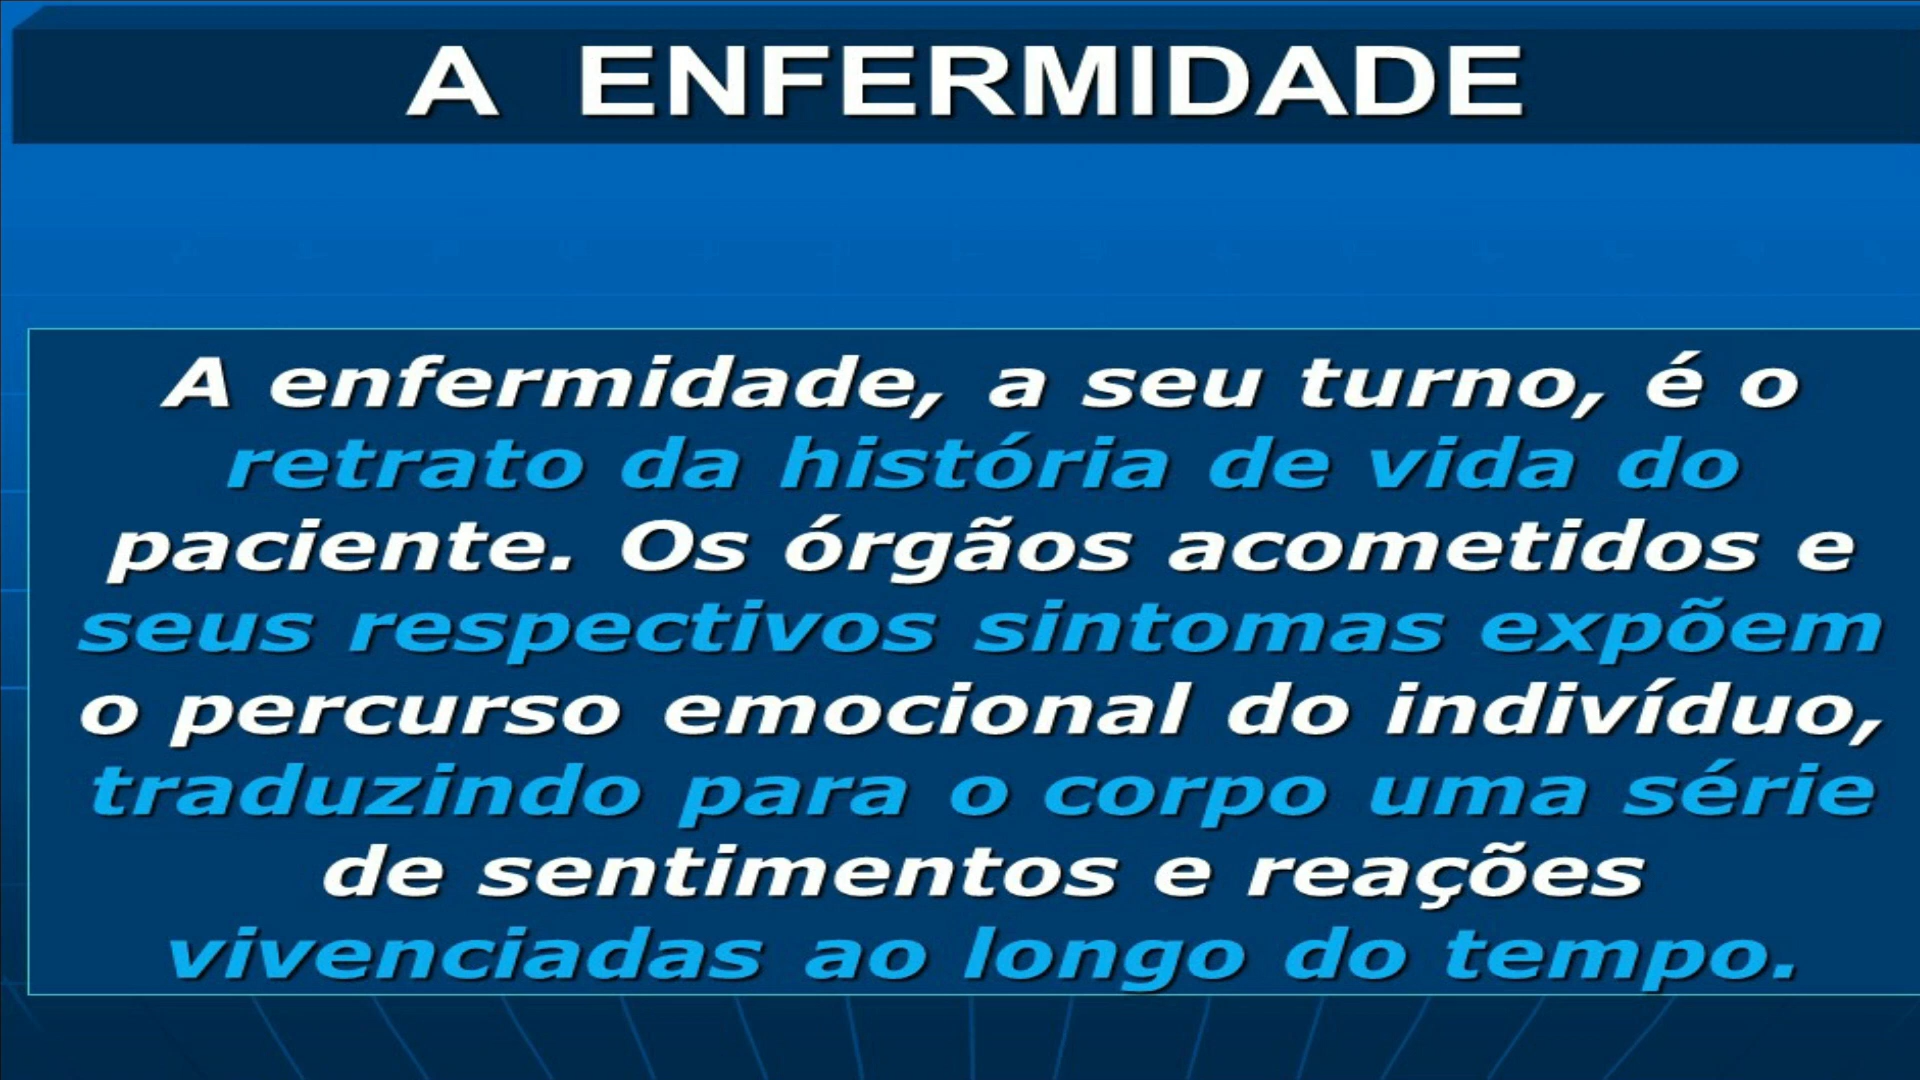 A ENFERMIDADE
A enfermidade, a seu turno, é o
retrato da história de vida do
paciente. Os órgãos acometidos e
seus respectivos sintomas expõem
o percurso emocional do indivíduo,
traduzindo para o corpo uma série
de sentimentos e reações
vivenciadas ao longo do tempo.